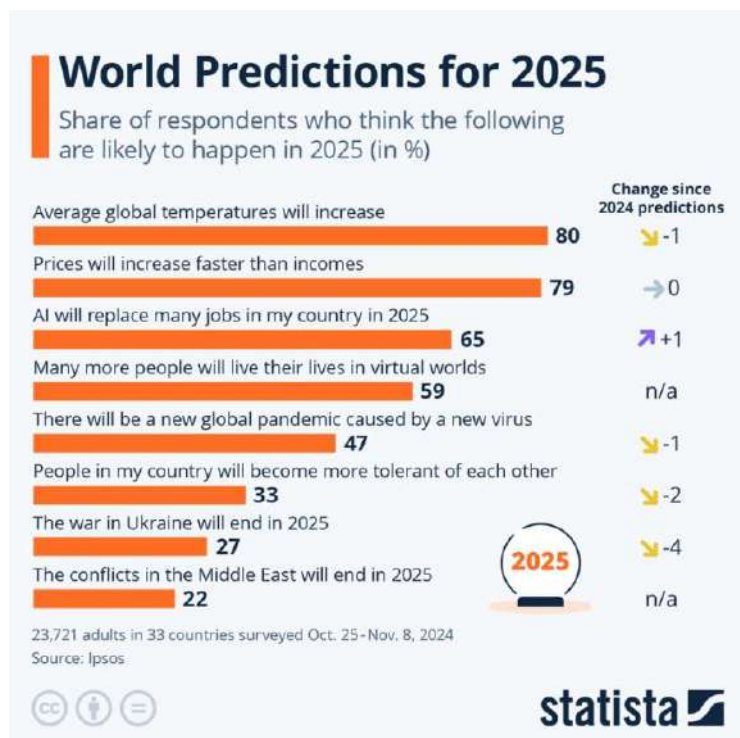 World Predictions for 2025
Share of respondents who think the following
are likely to happen in 2025 (in %)
Change since
2024 predictions
Average global temperatures will increase
80 -1
Prices will increase faster than incomes
79 0
AI will replace many jobs in my country in 2025
65 +1
Many more people will live their lives in virtual worlds
59 n/a
There will be a new global pandemic caused by a new virus
47 -1
People in my country will become more tolerant of each other
33 -2
The war in Ukraine will end in 2025
27 -4
The conflicts in the Middle East will end in 2025
22 n/a
2025
23,721 adults in 33 countries surveyed Oct. 25-Nov. 8, 2024
Source: Ipsos
cc
statista